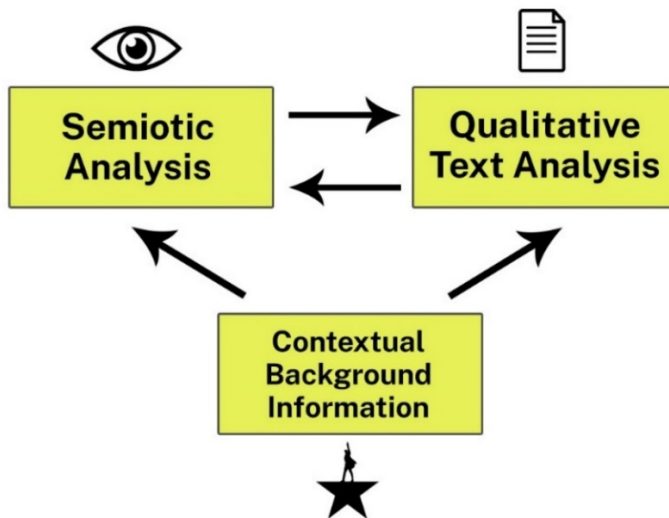 Semiotic
Analysis
Qualitative
Text Analysis
Contextual
Background
Information